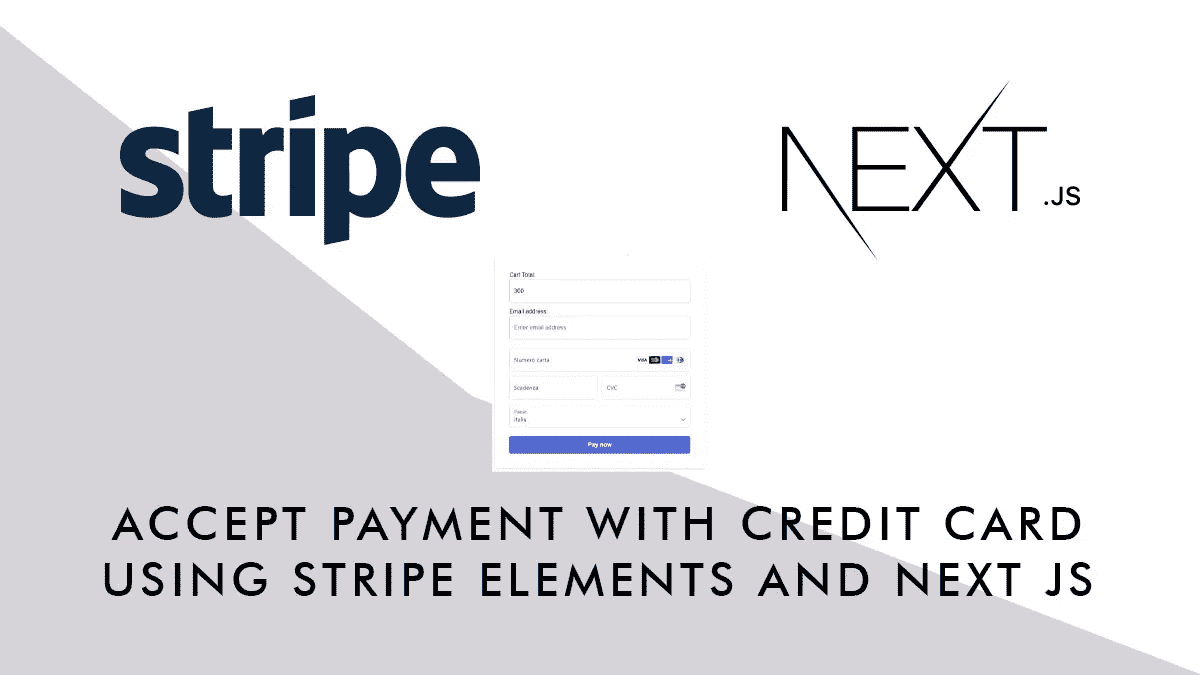 stripe
NEXT.JS
Cart Total:
300
Email address:
Enter email address
Numero carta
VISA
Scadenza
CVC
Paese
Italia
Pay now
ACCEPT PAYMENT WITH CREDIT CARD
USING STRIPE ELEMENTS AND NEXT JS